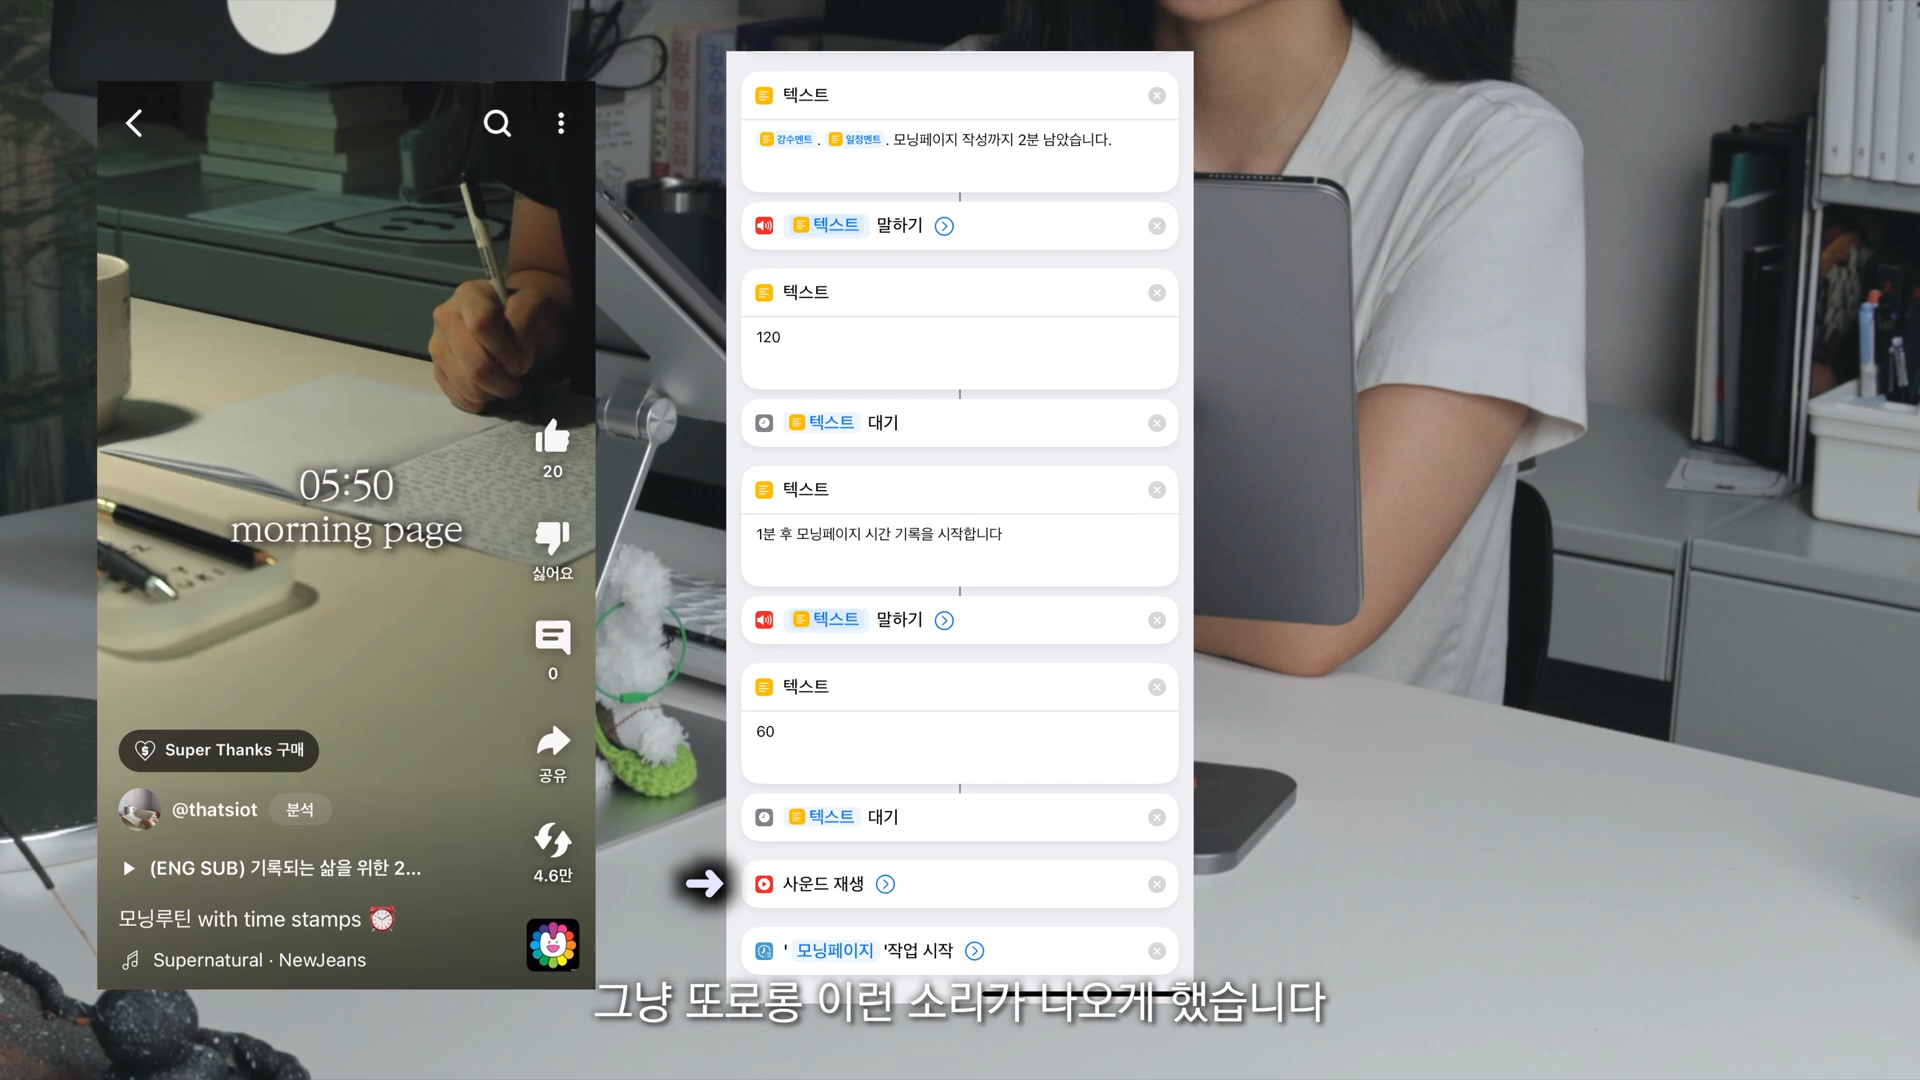 05:50
morning page
20
싫어요
0
공유
4.6만
Super Thanks 구매
@thatsiot 분석
(ENG SUB) 기록되는 삶을 위한 2...
모닝루틴 with time stamps ⏰
Supernatural · NewJeans
텍스트
강수멘트 . 일정멘트 . 모닝페이지 작성까지 2분 남았습니다.
텍스트 말하기
텍스트
120
텍스트 대기
텍스트
1분 후 모닝페이지 시간 기록을 시작합니다
텍스트 말하기
텍스트
60
텍스트 대기
사운드 재생
' 모닝페이지 '작업 시작
그냥 또로롱 이런 소리가 나오게 했습니다